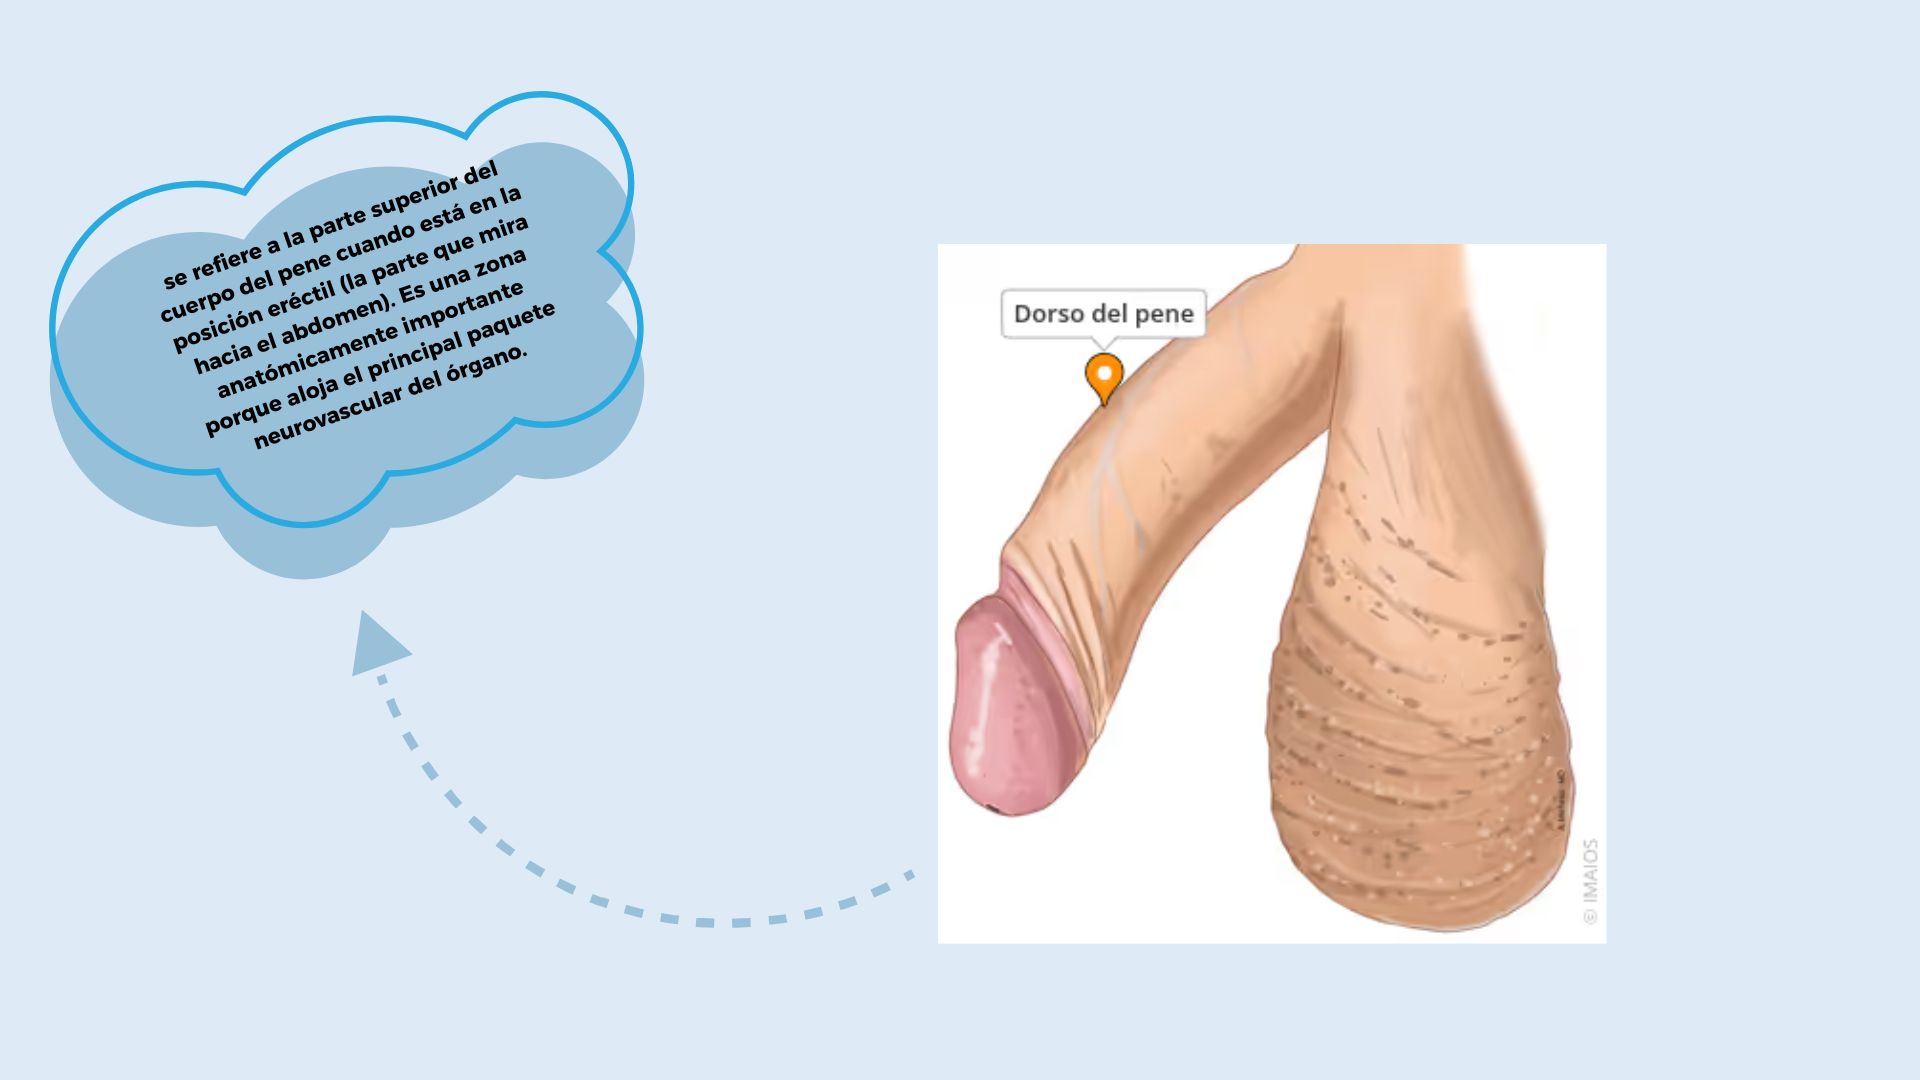 se refiere a la parte superior del
cuerpo del pene cuando está en la
posición eréctil (la parte que mira
hacia el abdomen). Es una zona
anatómicamente importante
porque aloja el principal paquete
neurovascular del órgano.
Dorso del pene
© IMAIOS